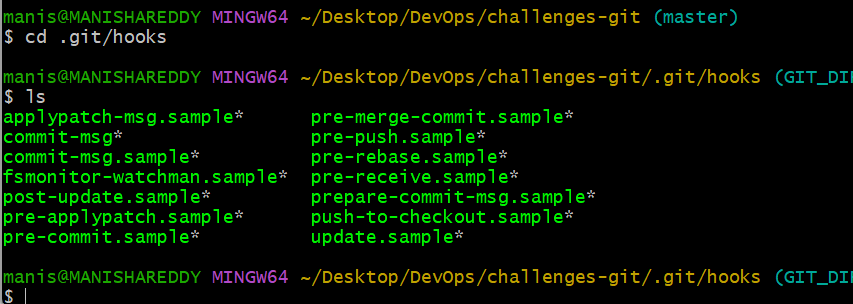 manis@MANISHAREDDY MINGW64 ~/Desktop/DevOps/challenges-git (master)
$ cd .git/hooks
manis@MANISHAREDDY MINGW64 ~/Desktop/DevOps/challenges-git/.git/hooks (GIT_DI
$ ls
applypatch-msg.sample* pre-merge-commit.sample*
commit-msg* pre-push.sample*
commit-msg.sample* pre-rebase.sample*
fsmonitor-watchman.sample* pre-receive.sample*
post-update.sample* prepare-commit-msg.sample*
pre-applypatch.sample* push-to-checkout.sample*
pre-commit.sample* update.sample*
manis@MANISHAREDDY MINGW64 ~/Desktop/DevOps/challenges-git/.git/hooks (GIT_DI
$